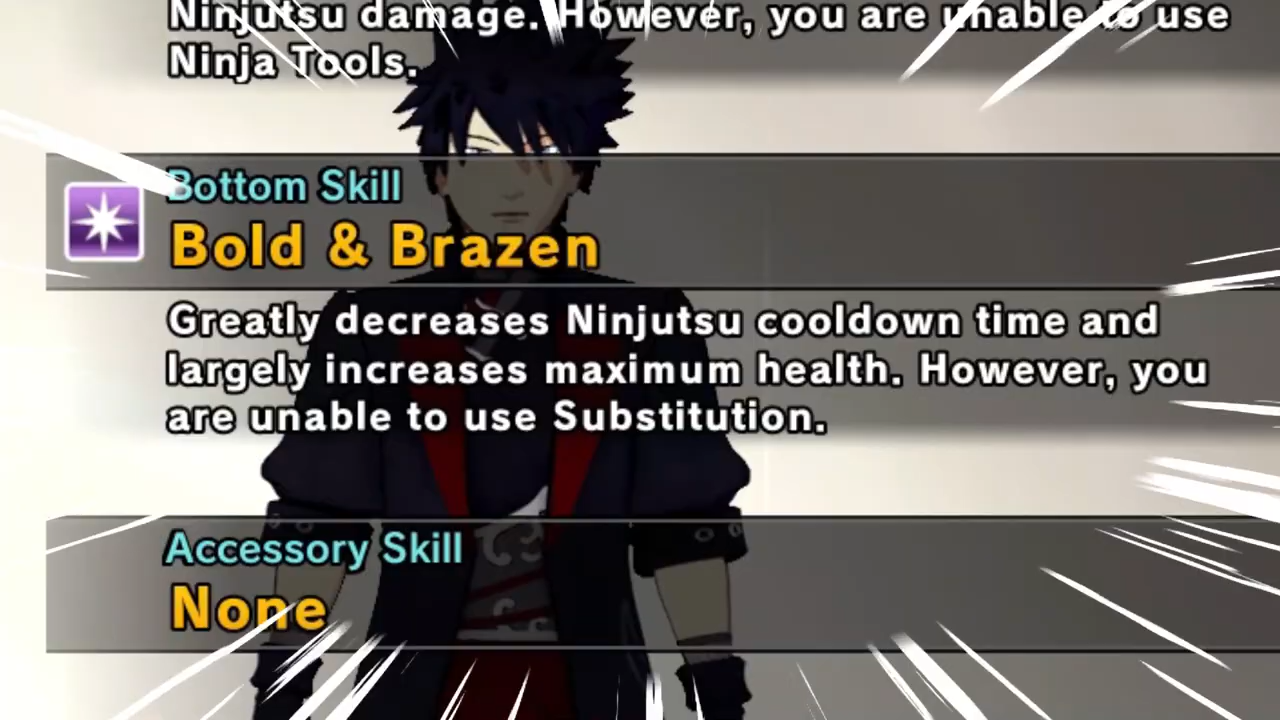 Ninjutsu damage. However, you are unable to use
Ninja Tools.
Bottom Skill
Bold & Brazen
Greatly decreases Ninjutsu cooldown time and
largely increases maximum health. However, you
are unable to use Substitution.
Accessory Skill
None